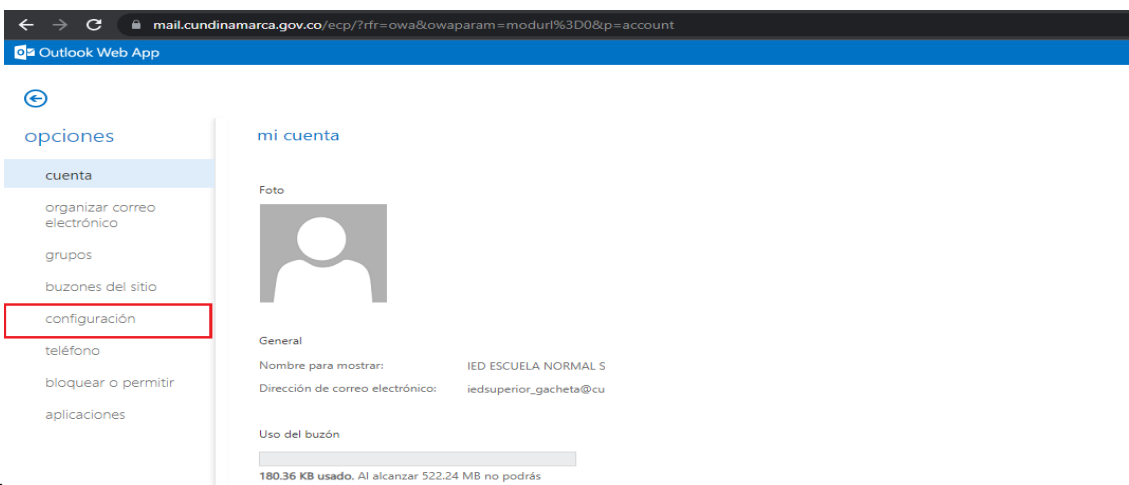 mail.cundinamarca.gov.co/ecp/?rfr=owa&owaparam=modurl%3D0&p=account
Outlook Web App
opciones
cuenta
organizar correo
electrónico
grupos
buzones del sitio
configuración
teléfono
bloquear o permitir
aplicaciones
mi cuenta
Foto
General
Nombre para mostrar: IED ESCUELA NORMAL S
Dirección de correo electrónico: iedsuperior_gacheta@cu
Uso del buzón
180.36 KB usado. Al alcanzar 522.24 MB no podrás